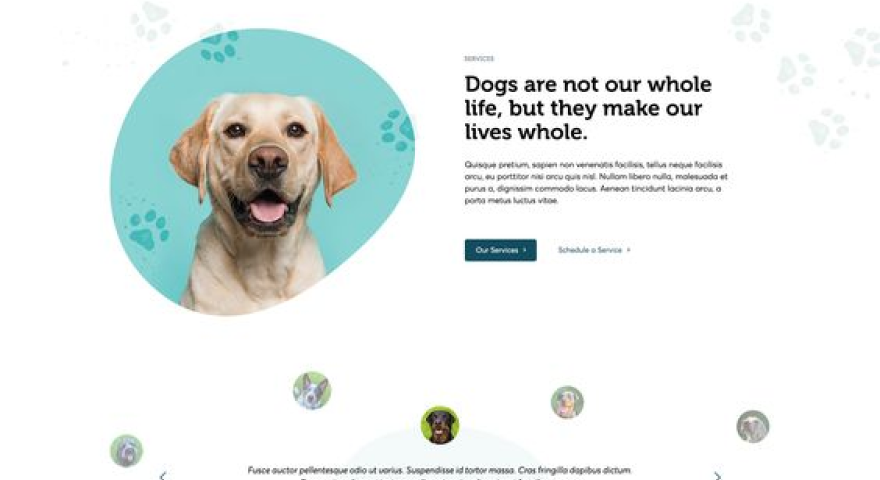 SERVICES
Dogs are not our whole
life, but they make our
lives whole.
Quisque pretium, sapien non venenatis facilisis, tellus neque facilisis
arcu, eu porttitor nisi arcu quis nisl. Nullam libero nulla, malesuada et
purus a, dignissim commodo lacus. Aenean tincidunt lacinia arcu, a
porta metus luctus vitae.
Our Services
Schedule a Service
Fusce auctor pellentesque odio ut varius. Suspendisse id tortor massa. Cras fringilla dapibus dictum.